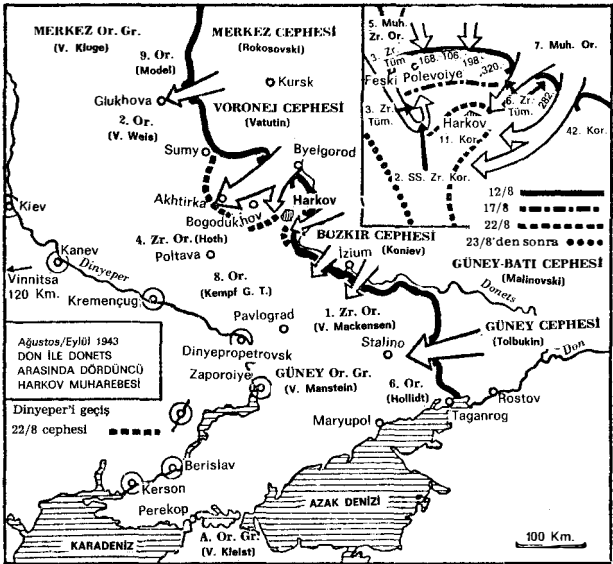 MERKEZ Or. Gr.
(V. Kluge)
MERKEZ CEPHESİ
(Rokosovski)
9. Or.
(Model)
Kursk
Glukhova
2. Or.
(V. Weis)
VORONEJ CEPHESİ
(Vatutin)
Sumy
Byelgorod
Akhtirka
Harkov
Bogodukhov
Kiev
4. Zr. Or. (Hoth)
Poltava
BOZKIR CEPHESİ
(Koniev)
Kanev
Dinyeper
İzium
GÜNEY-BATI CEPHESİ
(Malinovski)
Vinnitsa
120 Km.
8. Or.
(Kempf G. T.)
Donets
Kremençug
1. Zr. Or.
(V. Mackensen)
Pavlograd
GÜNEY CEPHESİ
(Tolbukin)
Stalino
Don
Ağustos/Eylül 1943
DON İLE DONETS
ARASINDA DÖRDÜNCÜ
HARKOV MUHAREBESİ
Dinyepropetrovsk
Zaporoiye
GÜNEY Or. Gr.
(V. Manstein)
6. Or.
(Hollidt)
Rostov
Taganrog
Dinyeper'i geçiş
22/8 cephesi
Maryupol
Berislav
Kerson
Perekop
AZAK DENİZİ
A. Or. Gr.
(V. Kleist)
KARADENİZ
100 Km.
5. Muh.
Zr. Or.
3. Zr.
Tüm.
168.
106.
198.
320.
7. Muh. Or.
Feski Polevoiye
3. Zr.
Tüm.
6. Zr.
Tüm.
282.
Harkov
11. Kor.
42. Kor.
2. SS. Zr. Kor.
12/8
17/8
22/8
23/8'den sonra